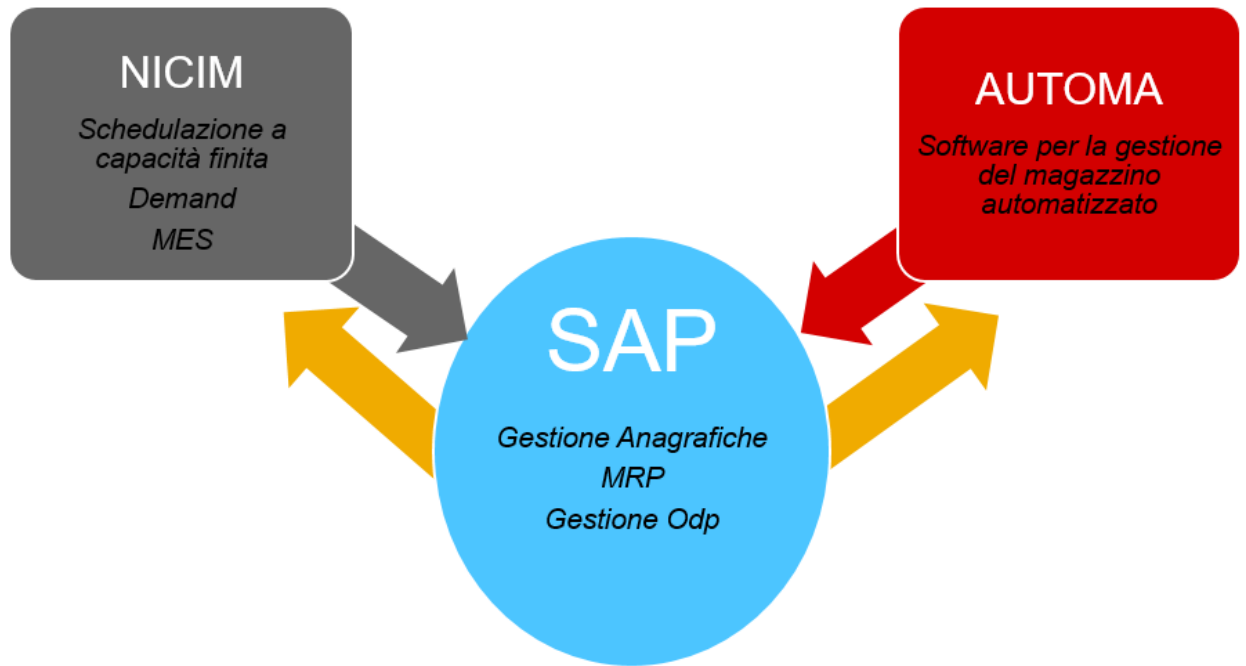 NICIM
Schedulazione a
capacità finita
Demand
MES
AUTOMA
Software per la gestione
del magazzino
automatizzato
SAP
Gestione Anagrafiche
MRP
Gestione Odp